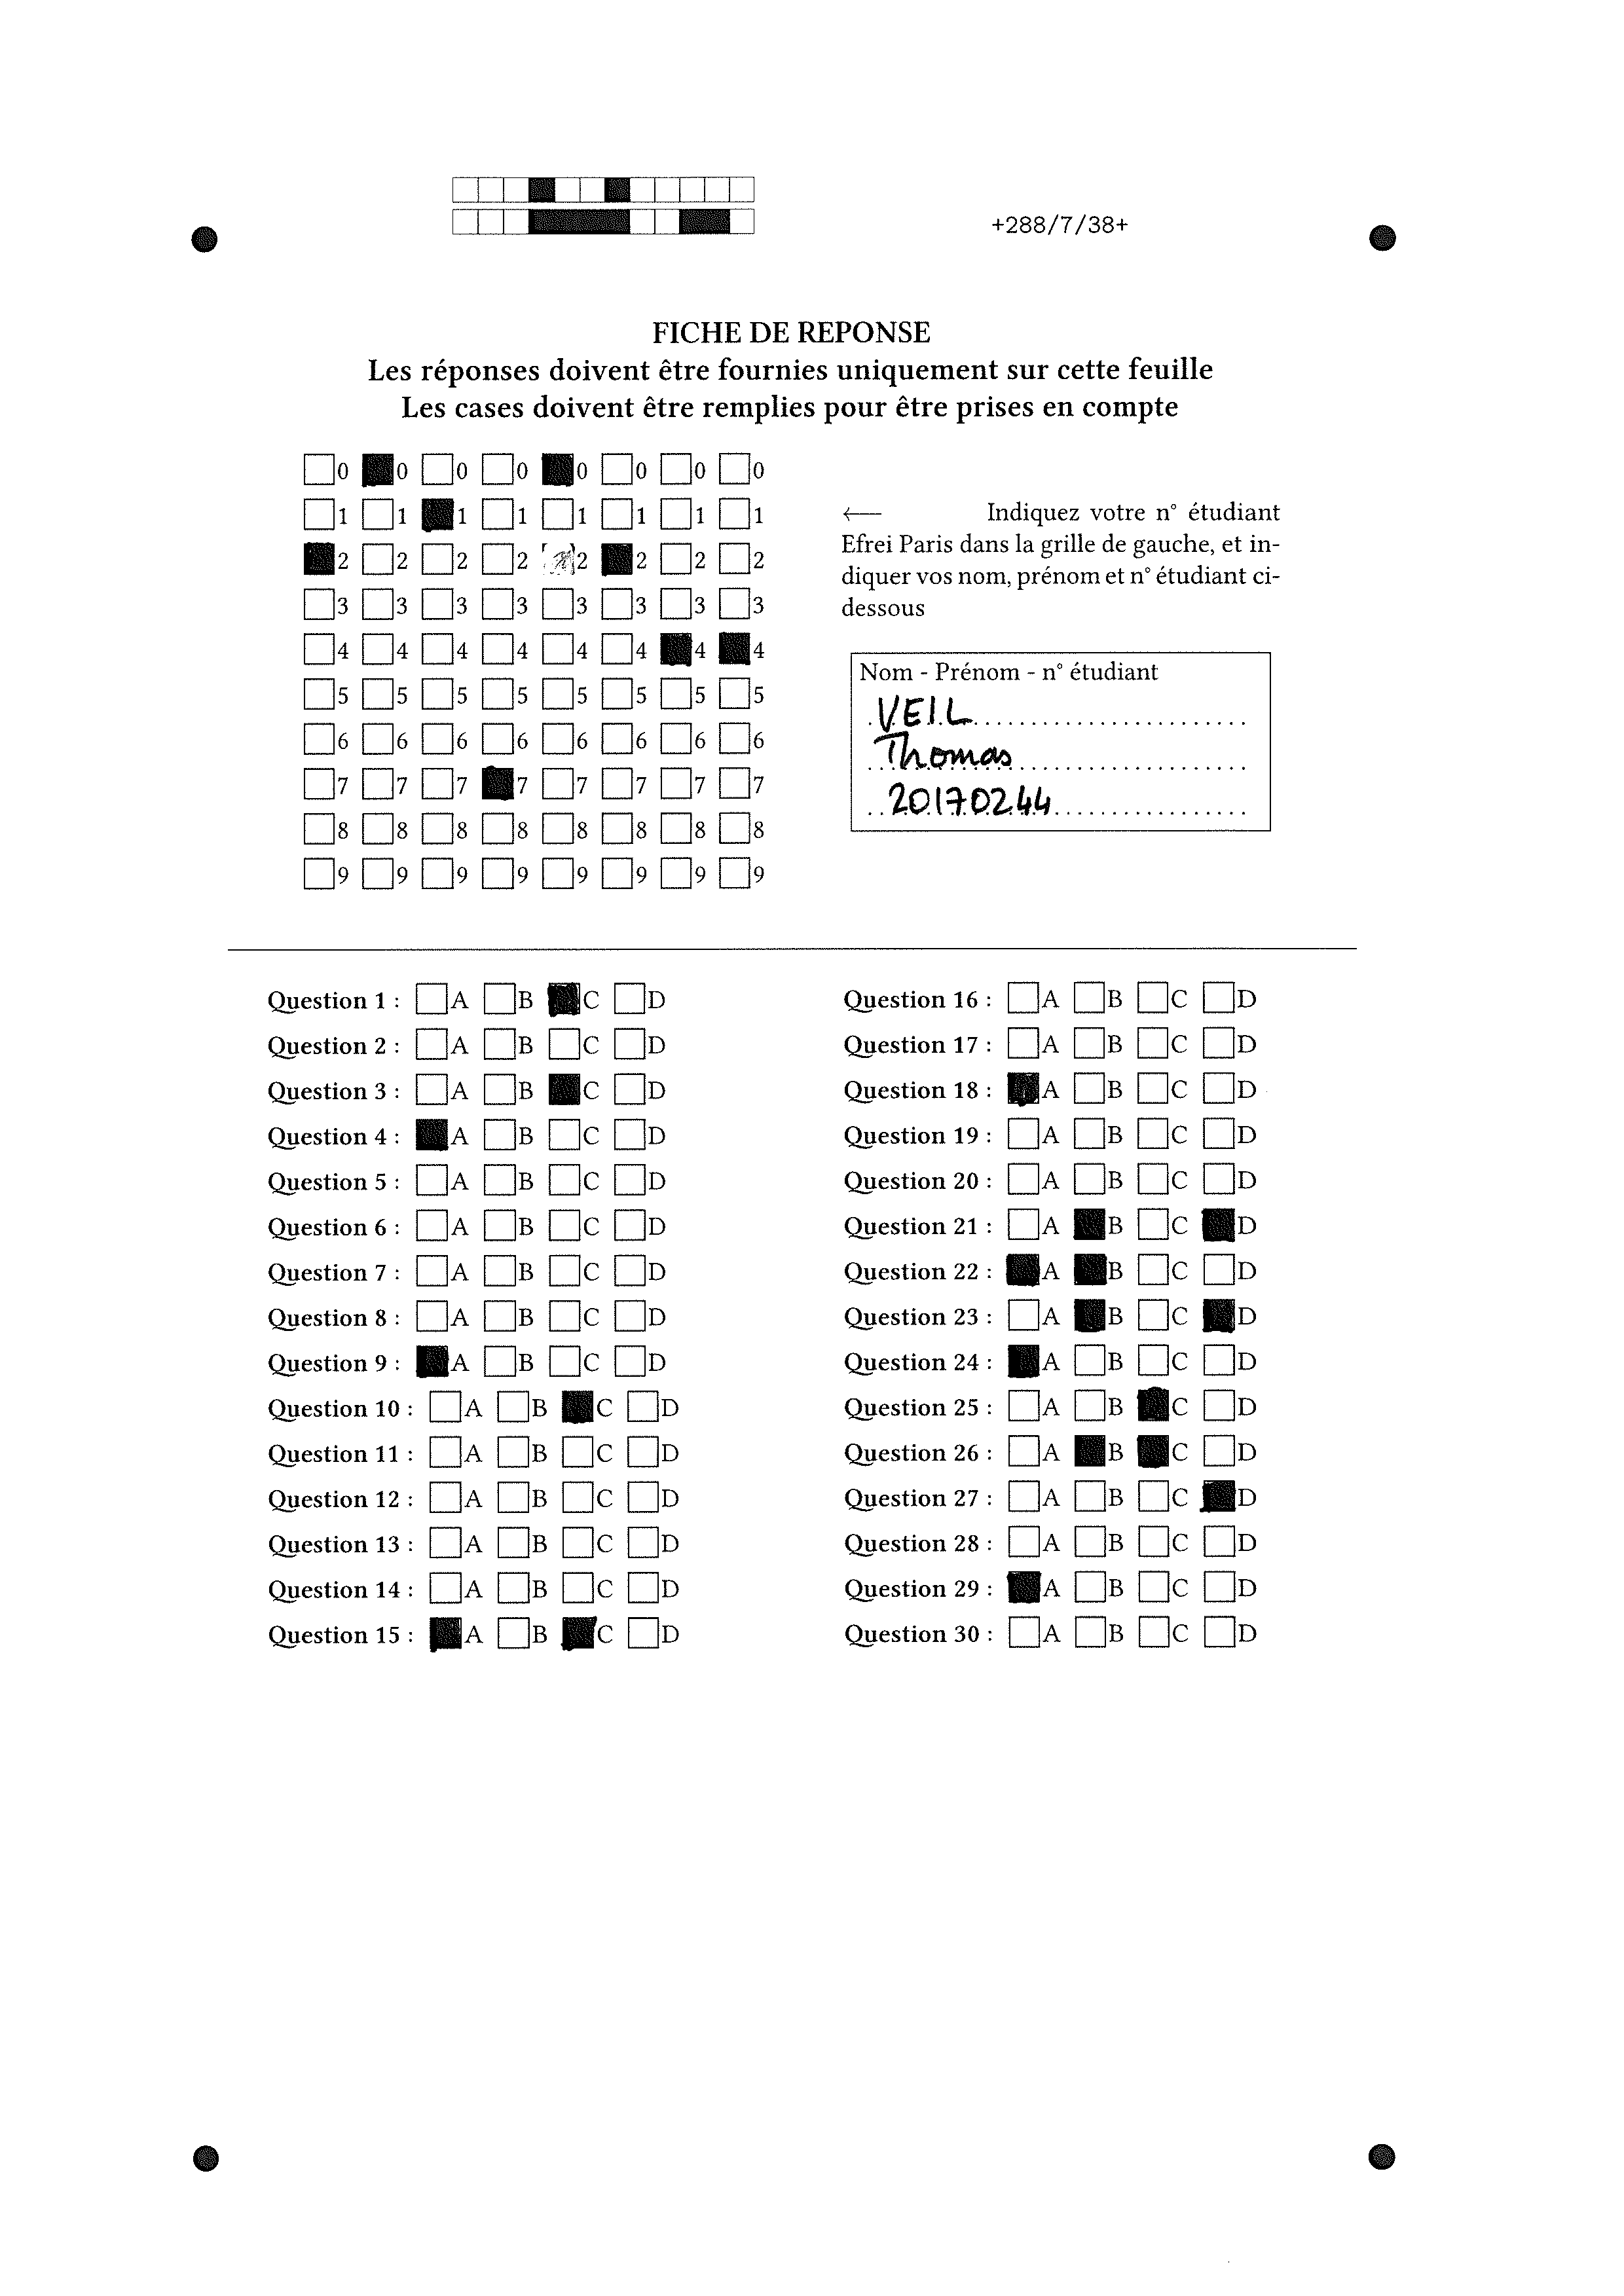 +288/7/38+
FICHE DE REPONSE
Les réponses doivent être fournies uniquement sur cette feuille
Les cases doivent être remplies pour être prises en compte
0 0 0 0 0 0 0 0
1 1 1 1 1 1 1 1
2 2 2 2 2 2 2 2
3 3 3 3 3 3 3 3
4 4 4 4 4 4 4 4
5 5 5 5 5 5 5 5
6 6 6 6 6 6 6 6
7 7 7 7 7 7 7 7
8 8 8 8 8 8 8 8
9 9 9 9 9 9 9 9
← Indiquez votre n° étudiant
Efrei Paris dans la grille de gauche, et in-
diquer vos nom, prénom et n° étudiant ci-
dessous
Nom - Prénom - n° étudiant
VEIL
Thomas
20170244
Question 1 : A B C D
Question 2 : A B C D
Question 3 : A B C D
Question 4 : A B C D
Question 5 : A B C D
Question 6 : A B C D
Question 7 : A B C D
Question 8 : A B C D
Question 9 : A B C D
Question 10 : A B C D
Question 11 : A B C D
Question 12 : A B C D
Question 13 : A B C D
Question 14 : A B C D
Question 15 : A B C D
Question 16 : A B C D
Question 17 : A B C D
Question 18 : A B C D
Question 19 : A B C D
Question 20 : A B C D
Question 21 : A B C D
Question 22 : A B C D
Question 23 : A B C D
Question 24 : A B C D
Question 25 : A B C D
Question 26 : A B C D
Question 27 : A B C D
Question 28 : A B C D
Question 29 : A B C D
Question 30 : A B C D